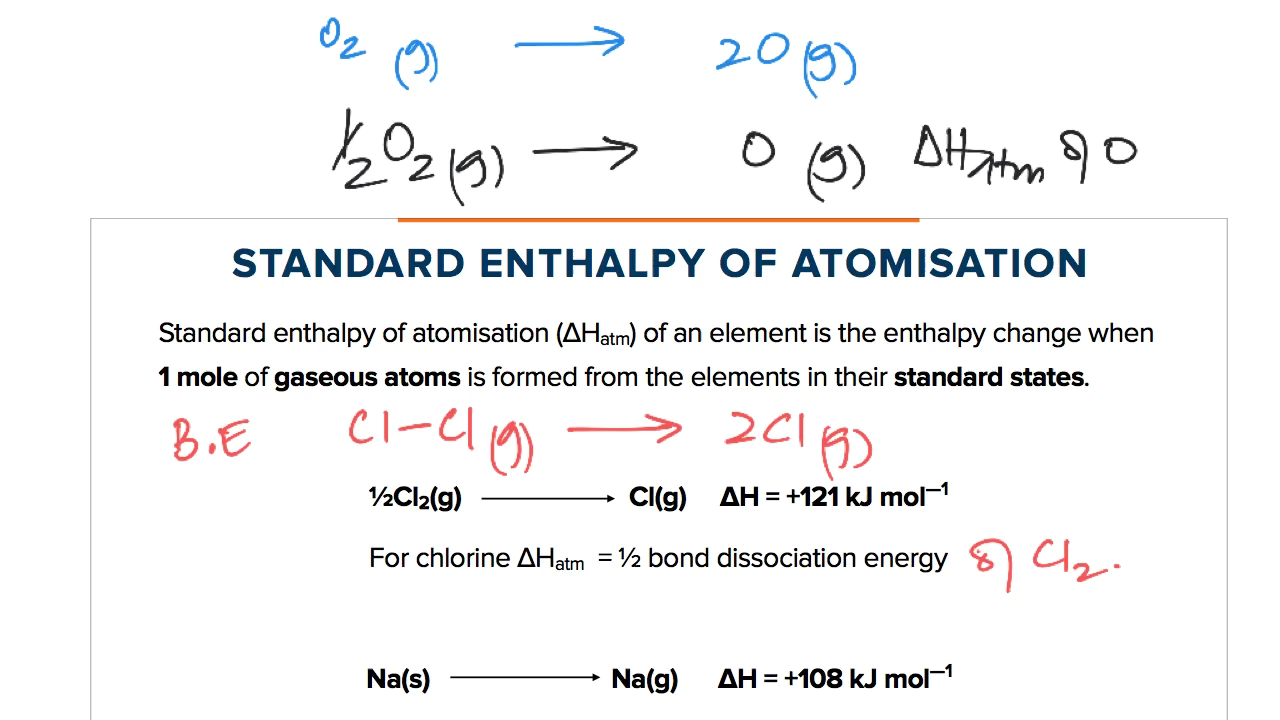 O₂ (g) ⟶ 2O (g)
½O₂ (g) ⟶ O (g) ΔHatm of O
STANDARD ENTHALPY OF ATOMISATION
Standard enthalpy of atomisation (ΔHatm) of an element is the enthalpy change when
1 mole of gaseous atoms is formed from the elements in their standard states.
B.E Cl–Cl (g) ⟶ 2Cl (g)
½Cl₂(g) ⟶ Cl(g) ΔH = +121 kJ mol⁻¹
For chlorine ΔHatm = ½ bond dissociation energy of Cl₂.
Na(s) ⟶ Na(g) ΔH = +108 kJ mol⁻¹